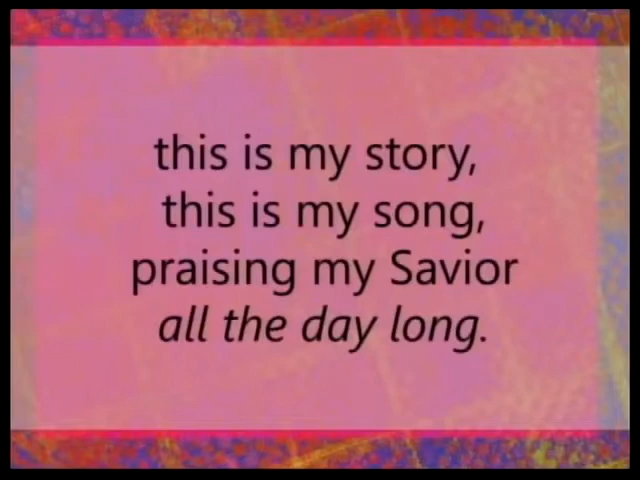 this is my story,
this is my song,
praising my Savior
all the day long.